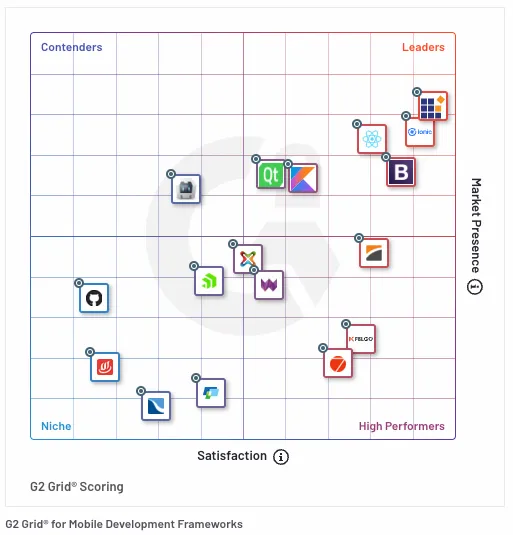 Contenders
Leaders
ionic
Qt
B
Market Presence
FELGO
Niche
High Performers
Satisfaction
G2 Grid® Scoring
G2 Grid® for Mobile Development Frameworks